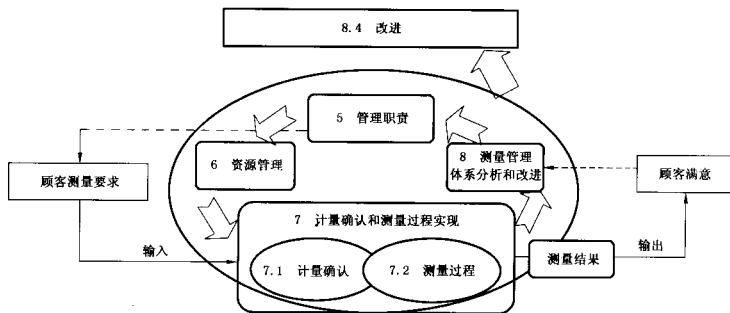 8.4 改进
5 管理职责
6 资源管理
8 测量管理
体系分析和改进
顾客测量要求
顾客满意
7 计量确认和测量过程实现
输入
7.1 计量确认
7.2 测量过程
测量结果
输出